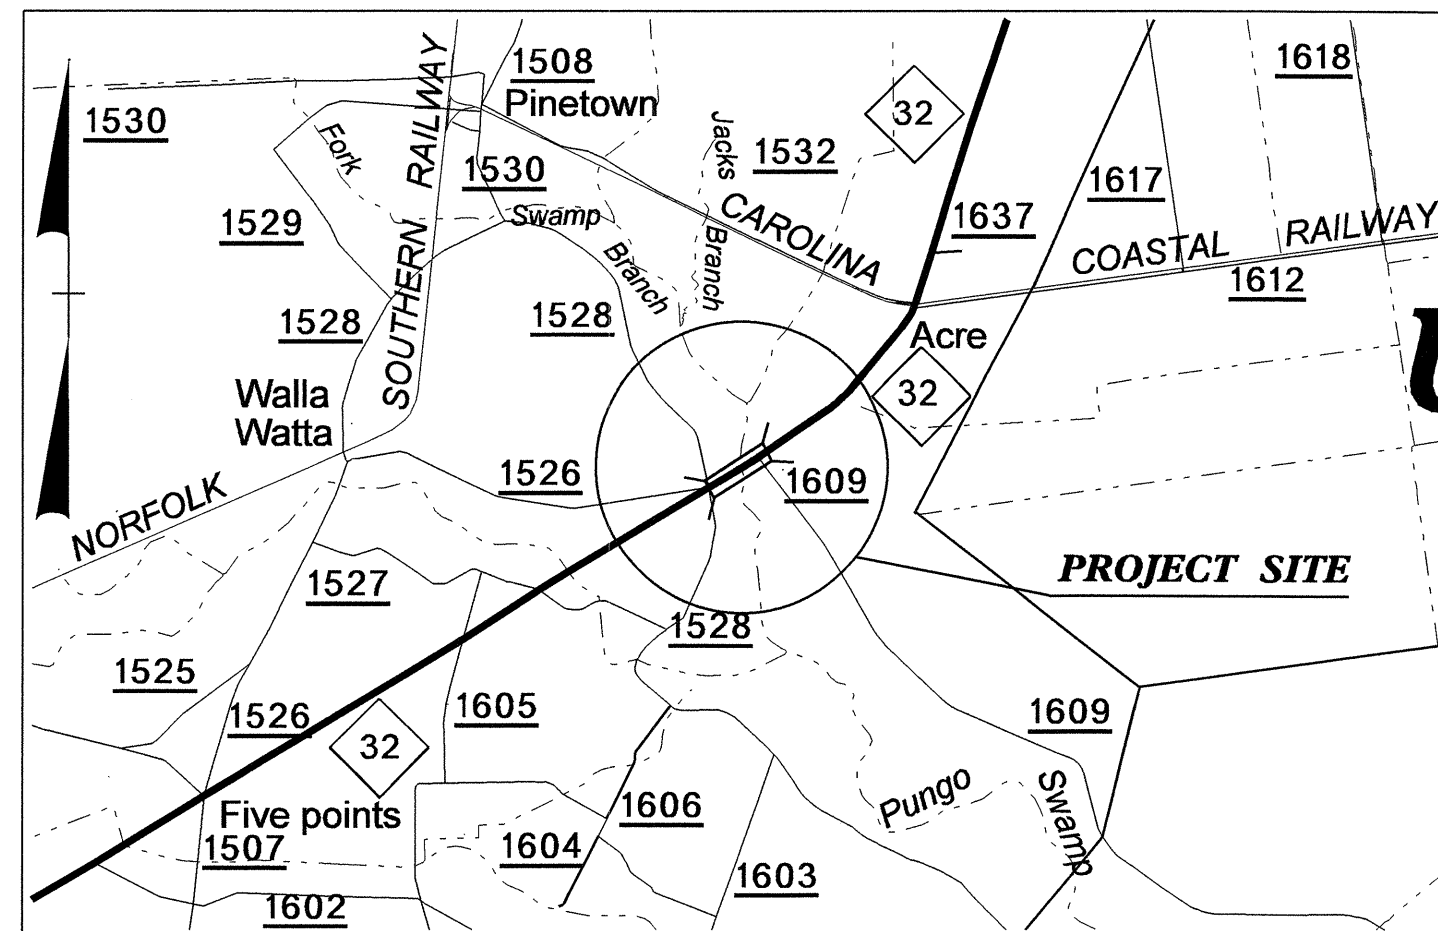 1508
Pinetown
1530
SOUTHERN RAILWAY
Fork
1530
Swamp
Branch
Jacks
Branch
1532
32
1618
1617
1637
CAROLINA
COASTAL
RAILWAY
1612
1529
1528
1528
Acre
32
Walla
Watta
NORFOLK
1526
1609
PROJECT SITE
1527
1528
1525
1526
1605
32
1609
Five points
1507
1606
1604
1603
1602
Pungo
Swamp